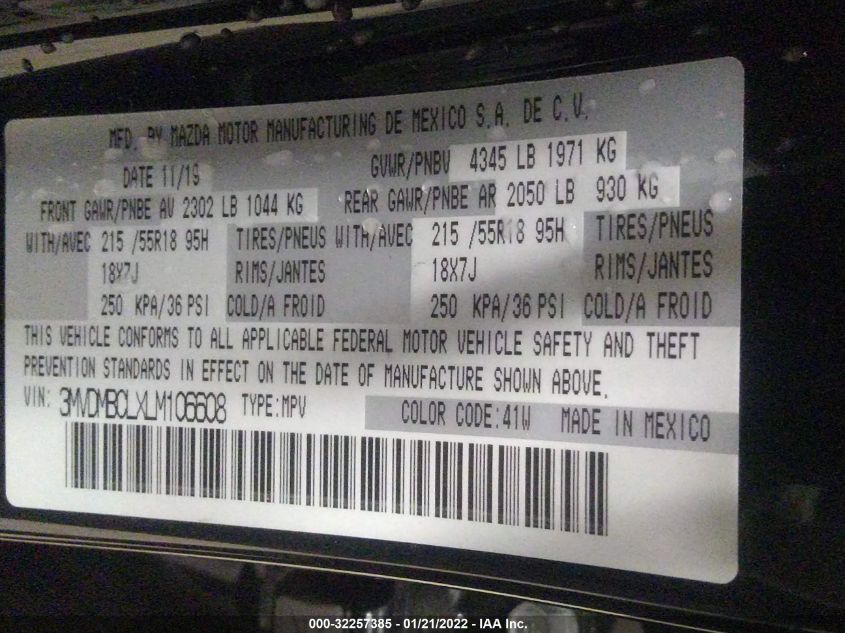 MFD. BY MAZDA MOTOR MANUFACTURING DE MEXICO S.A. DE C.V.
DATE 11/19 GVWR/PNBV 4345 LB 1971 KG
FRONT GAWR/PNBE AV 2302 LB 1044 KG REAR GAWR/PNBE AR 2050 LB 930 KG
WITH/AVEC 215 /55R18 95H TIRES/PNEUS WITH/AVEC 215 /55R18 95H TIRES/PNEUS
18X7J RIMS/JANTES 18X7J RIMS/JANTES
250 KPA/36 PSI COLD/A FROID 250 KPA/36 PSI COLD/A FROID
THIS VEHICLE CONFORMS TO ALL APPLICABLE FEDERAL MOTOR VEHICLE SAFETY AND THEFT
PREVENTION STANDARDS IN EFFECT ON THE DATE OF MANUFACTURE SHOWN ABOVE.
VIN: 3MVDMBCLXLM106608 TYPE:MPV COLOR CODE:41W MADE IN MEXICO
000-32257385 - 01/21/2022 - IAA Inc.